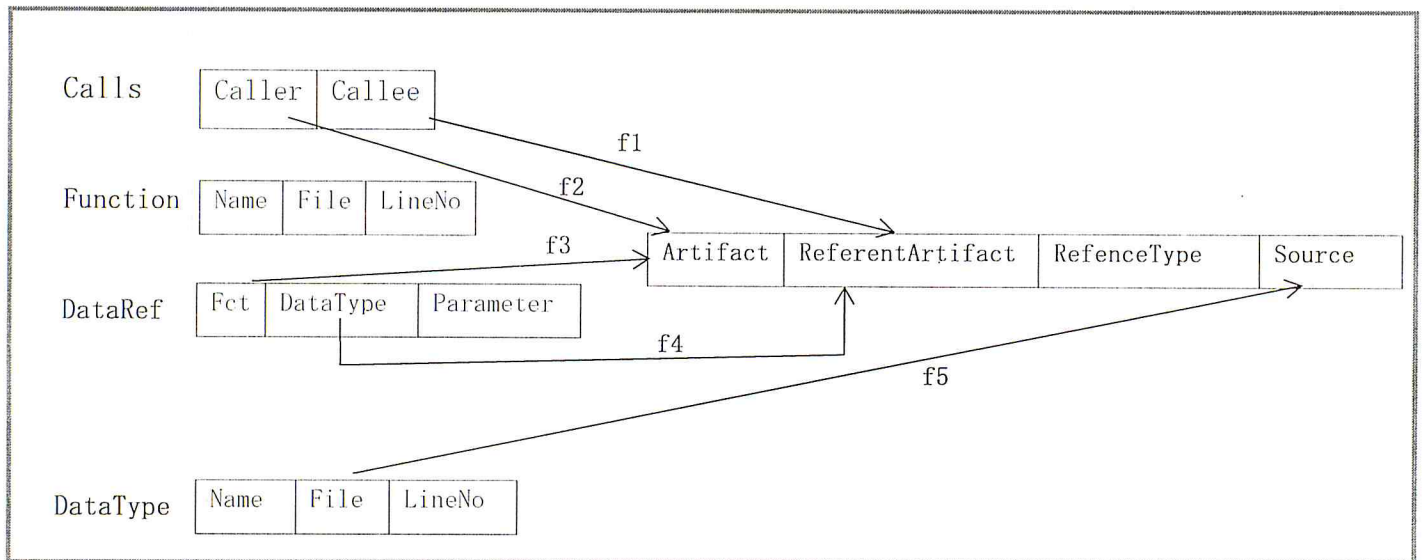 Calls Caller Callee
f1
f2
Function Name File LineNo
f3
Artifact ReferentArtifact RefenceType Source
DataRef Fct DataType Parameter
f4
f5
DataType Name File LineNo